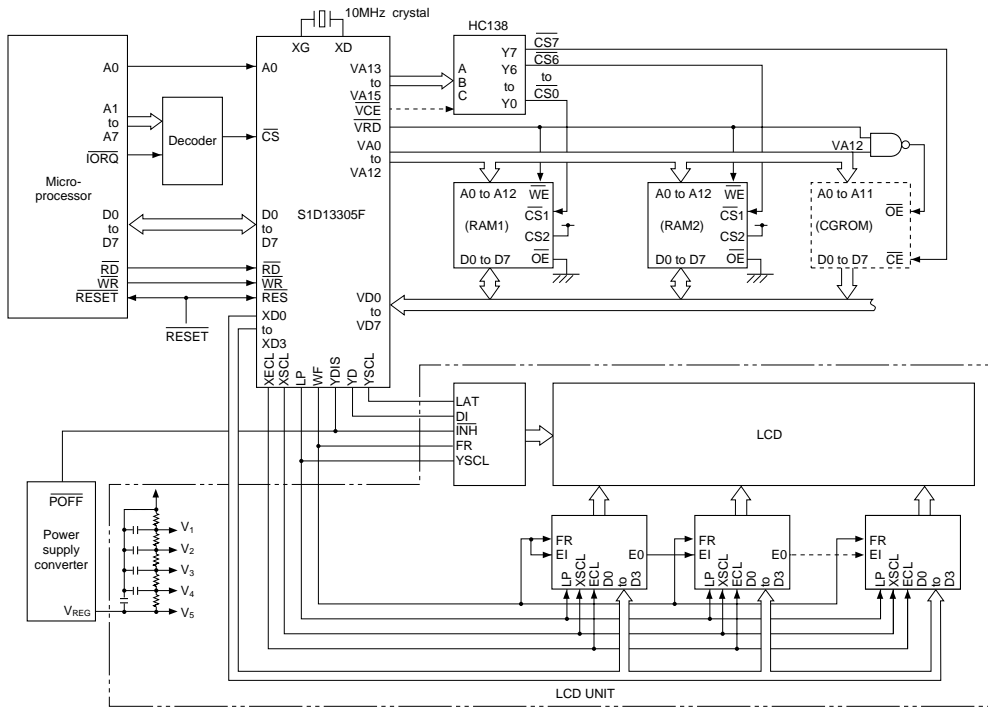 10MHz crystal
XG XD
HC138
Micro-
processor
A0
A1
to
A7
IORQ
D0
to
D7
RD
WR
RESET
RESET
Decoder
S1D13305F
A0
CS
D0
to
D7
RD
WR
RES
XD0
to
XD3
VA13
to
VA15
VCE
VRD
VA0
to
VA12
VD0
to
VD7
XECL
XSCL
LP
WF
YDIS
YD
YSCL
A
B
C
Y7
Y6
to
Y0
CS7
CS6
to
CS0
VA12
A0 to A12
WE
CS1
(RAM1)
CS2
D0 to D7
OE
A0 to A12
WE
CS1
(RAM2)
CS2
D0 to D7
OE
A0 to A11
OE
(CGROM)
D0 to D7
CE
LAT
DI
INH
FR
YSCL
LCD
POFF
Power
supply
converter
VREG
V1
V2
V3
V4
V5
FR
EI
E0
LP
XSCL
ECL
D0
to
D3
FR
EI
E0
LP
XSCL
ECL
D0
to
D3
FR
EI
LP
XSCL
ECL
D0
to
D3
LCD UNIT